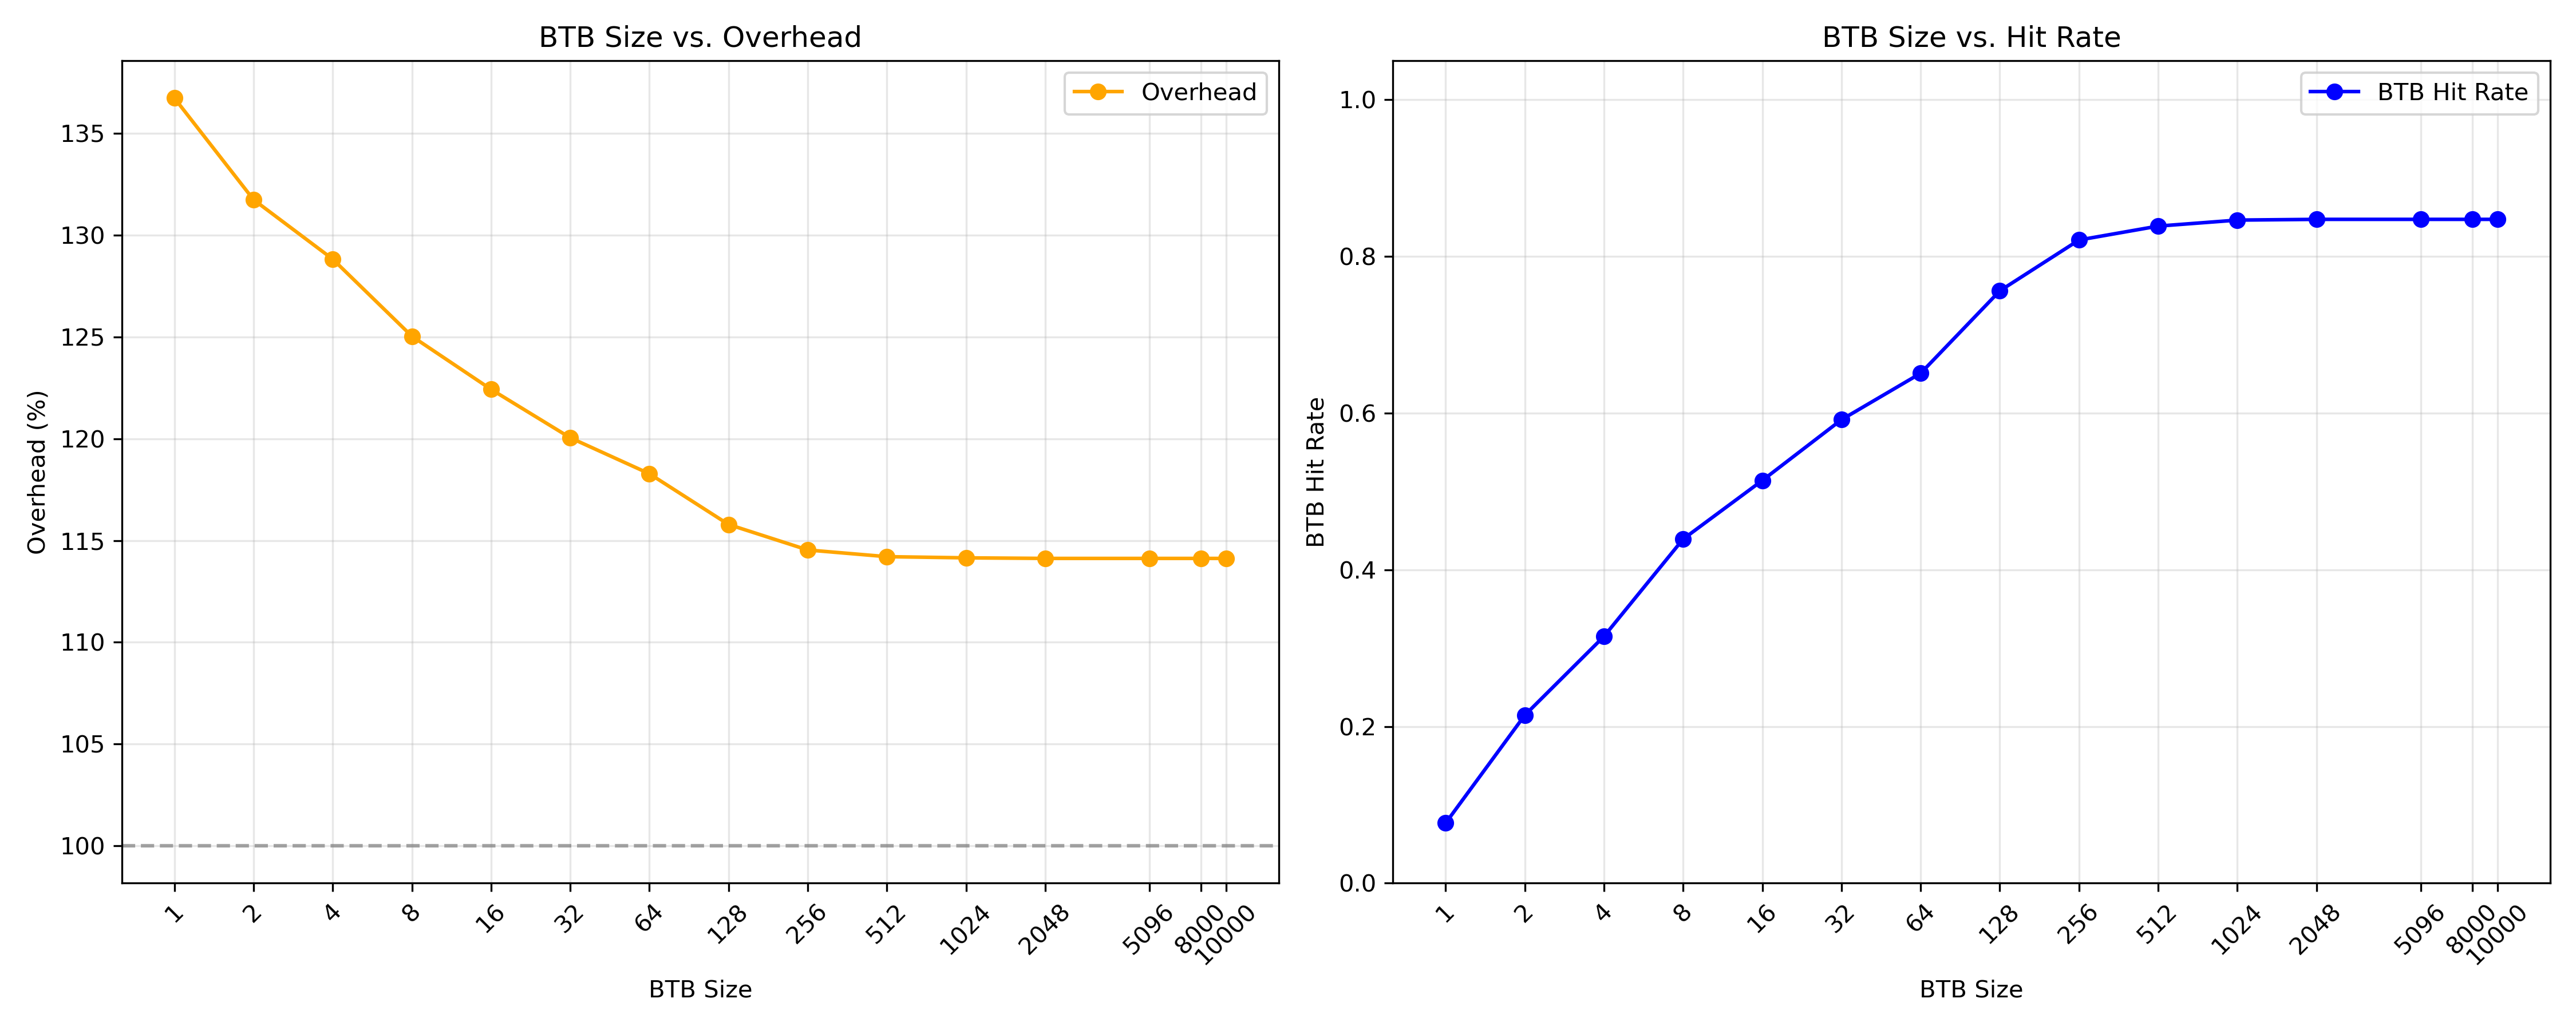 BTB Size vs. Overhead
Overhead
135
130
125
120
115
110
105
100
Overhead (%)
1 2 4 8 16 32 64 128 256 512 1024 2048 5096 8000 10000
BTB Size
BTB Size vs. Hit Rate
BTB Hit Rate
1.0
0.8
0.6
0.4
0.2
0.0
BTB Hit Rate
1 2 4 8 16 32 64 128 256 512 1024 2048 5096 8000 10000
BTB Size